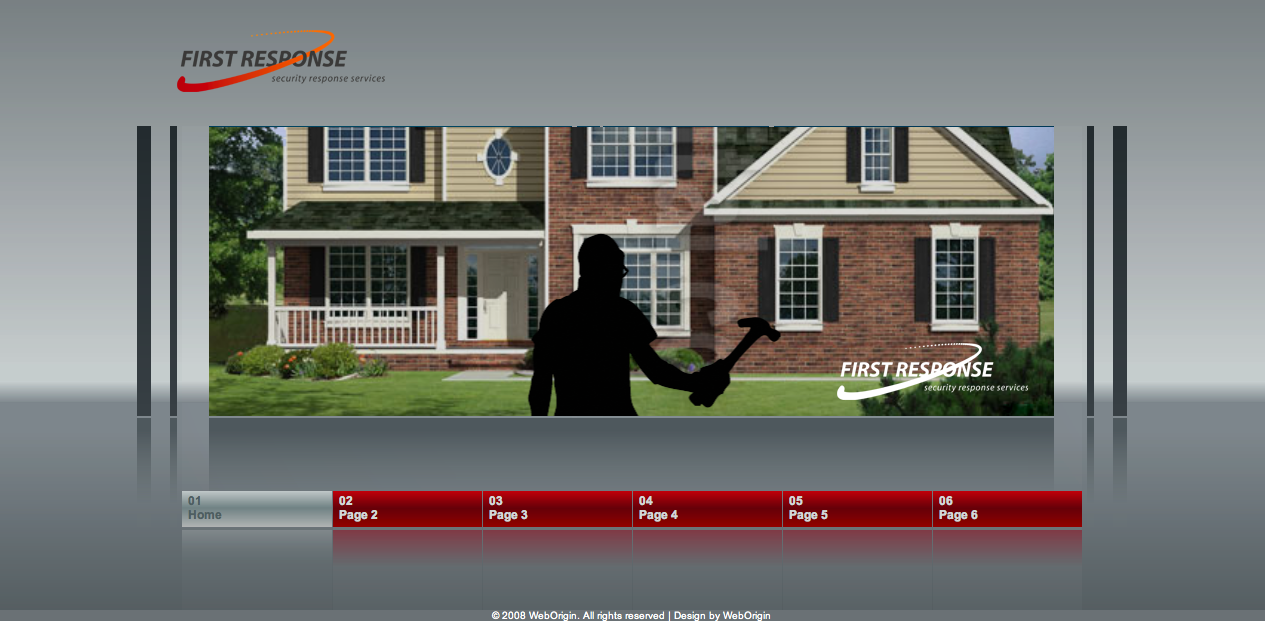 FIRST RESPONSE
security response services
FIRST RESPONSE
security response services
01
Home
02
Page 2
03
Page 3
04
Page 4
05
Page 5
06
Page 6
© 2008 WebOrigin. All rights reserved | Design by WebOrigin